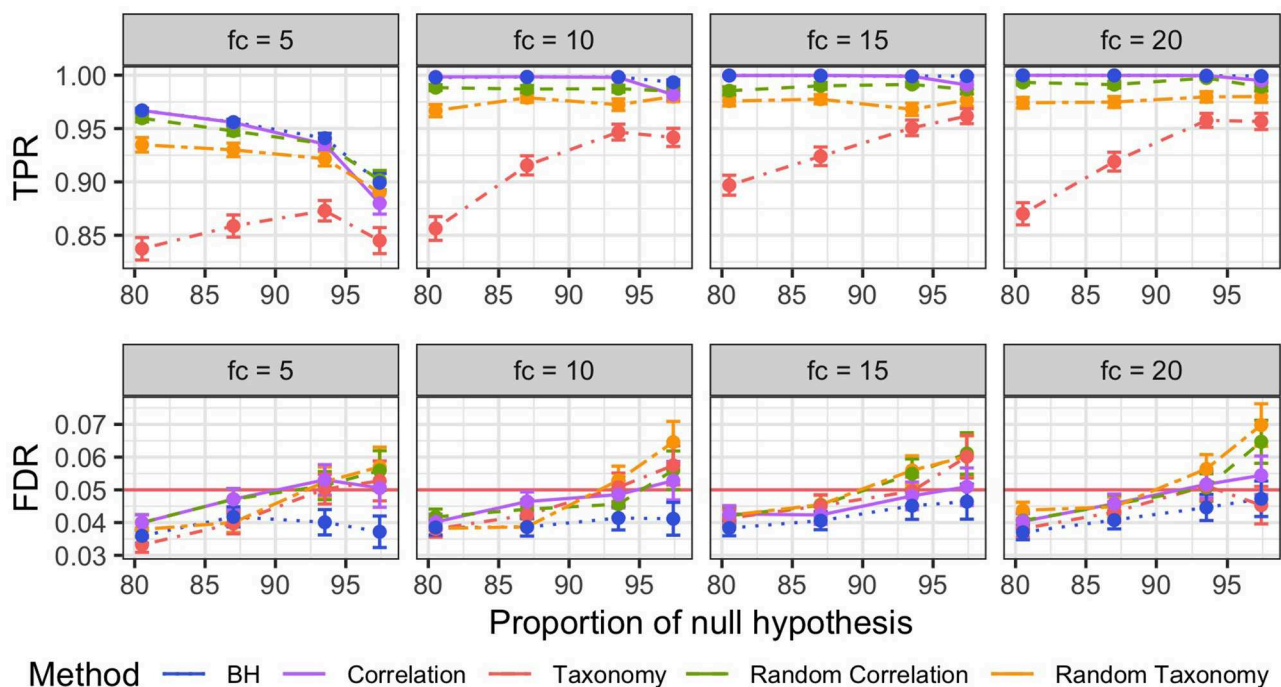 fc = 5 fc = 10 fc = 15 fc = 20
TPR
1.00
0.95
0.90
0.85
80 85 90 95 80 85 90 95 80 85 90 95 80 85 90 95
fc = 5 fc = 10 fc = 15 fc = 20
FDR
0.07
0.06
0.05
0.04
0.03
80 85 90 95 80 85 90 95 80 85 90 95 80 85 90 95
Proportion of null hypothesis
Method BH Correlation Taxonomy Random Correlation Random Taxonomy